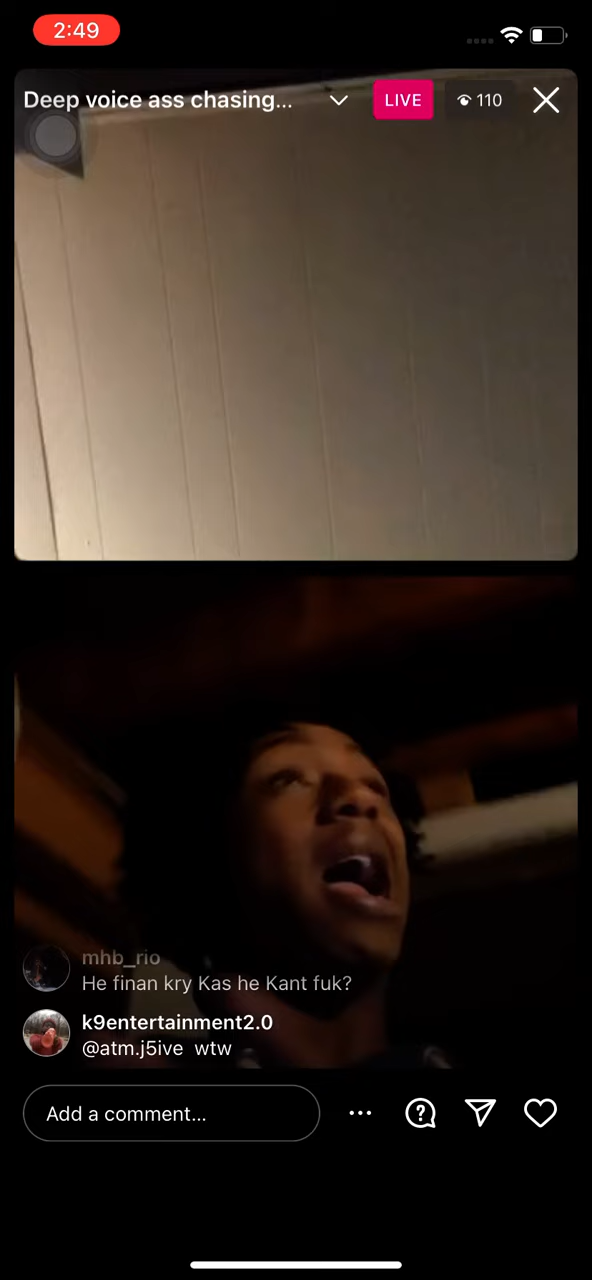 2:49
Deep voice ass chasing...
LIVE
110
mhb_rio
He finan kry Kas he Kant fuk?
k9entertainment2.0
@atm.j5ive wtw
Add a comment...